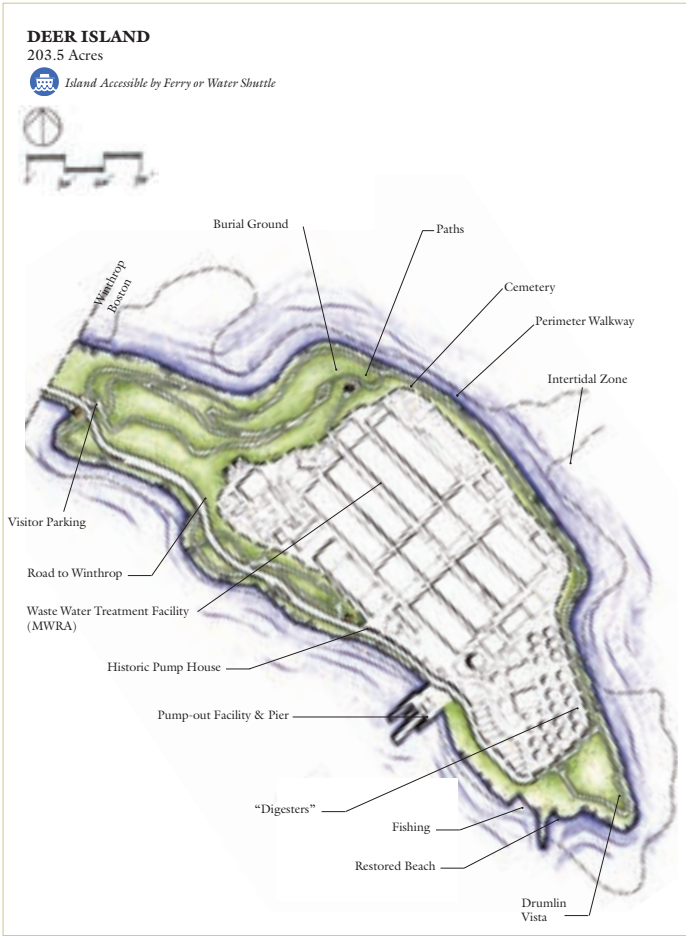 DEER ISLAND
203.5 Acres
Island Accessible by Ferry or Water Shuttle
Burial Ground
Paths
Cemetery
Perimeter Walkway
Intertidal Zone
Winthrop
Boston
Visitor Parking
Road to Winthrop
Waste Water Treatment Facility
(MWRA)
Historic Pump House
Pump-out Facility & Pier
“Digesters”
Fishing
Restored Beach
Drumlin
Vista